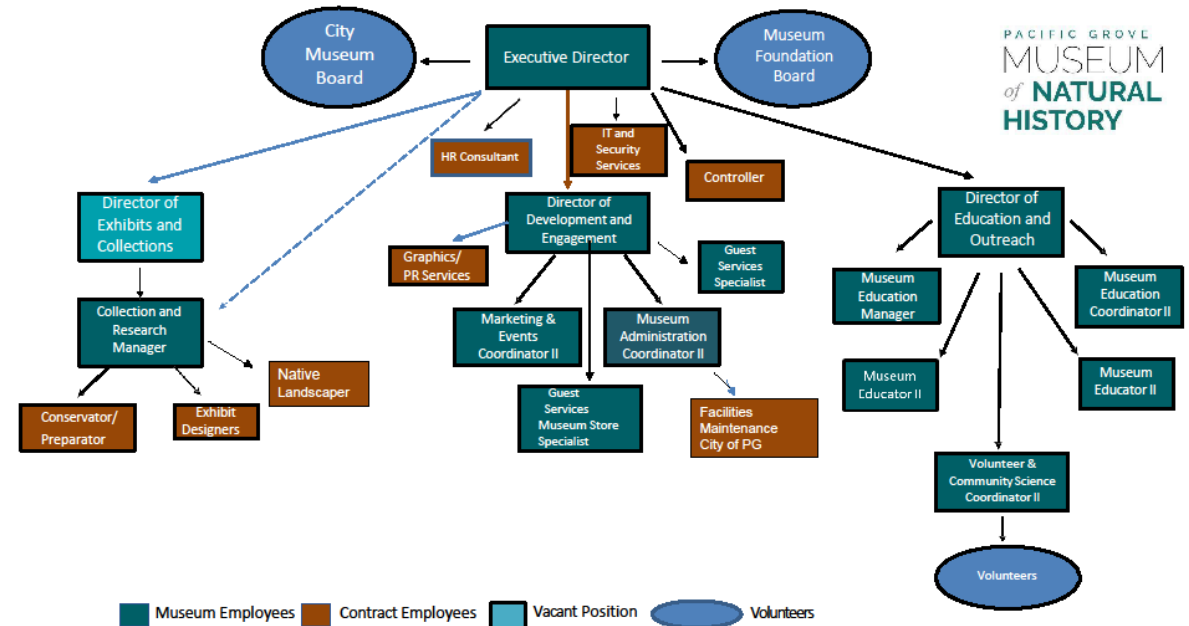 City
Museum
Board
Executive Director
Museum
Foundation
Board
PACIFIC GROVE
MUSEUM
of NATURAL
HISTORY
HR Consultant
IT and
Security
Services
Controller
Director of
Exhibits and
Collections
Director of
Development and
Engagement
Director of
Education and
Outreach
Graphics/
PR Services
Guest
Services
Specialist
Museum
Education
Manager
Museum
Education
Coordinator II
Collection and
Research
Manager
Marketing &
Events
Coordinator II
Museum
Administration
Coordinator II
Native
Landscaper
Museum
Educator II
Museum
Educator II
Conservator/
Preparator
Exhibit
Designers
Guest
Services
Museum Store
Specialist
Facilities
Maintenance
City of PG
Volunteer &
Community Science
Coordinator II
Volunteers
Museum Employees
Contract Employees
Vacant Position
Volunteers